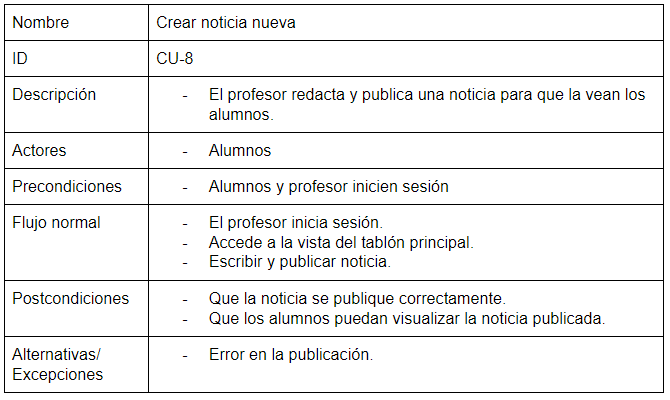 Nombre Crear noticia nueva
ID CU-8
Descripción - El profesor redacta y publica una noticia para que la vean los
alumnos.
Actores - Alumnos
Precondiciones - Alumnos y profesor inicien sesión
Flujo normal - El profesor inicia sesión.
- Accede a la vista del tablón principal.
- Escribir y publicar noticia.
Postcondiciones - Que la noticia se publique correctamente.
- Que los alumnos puedan visualizar la noticia publicada.
Alternativas/ - Error en la publicación.
Excepciones